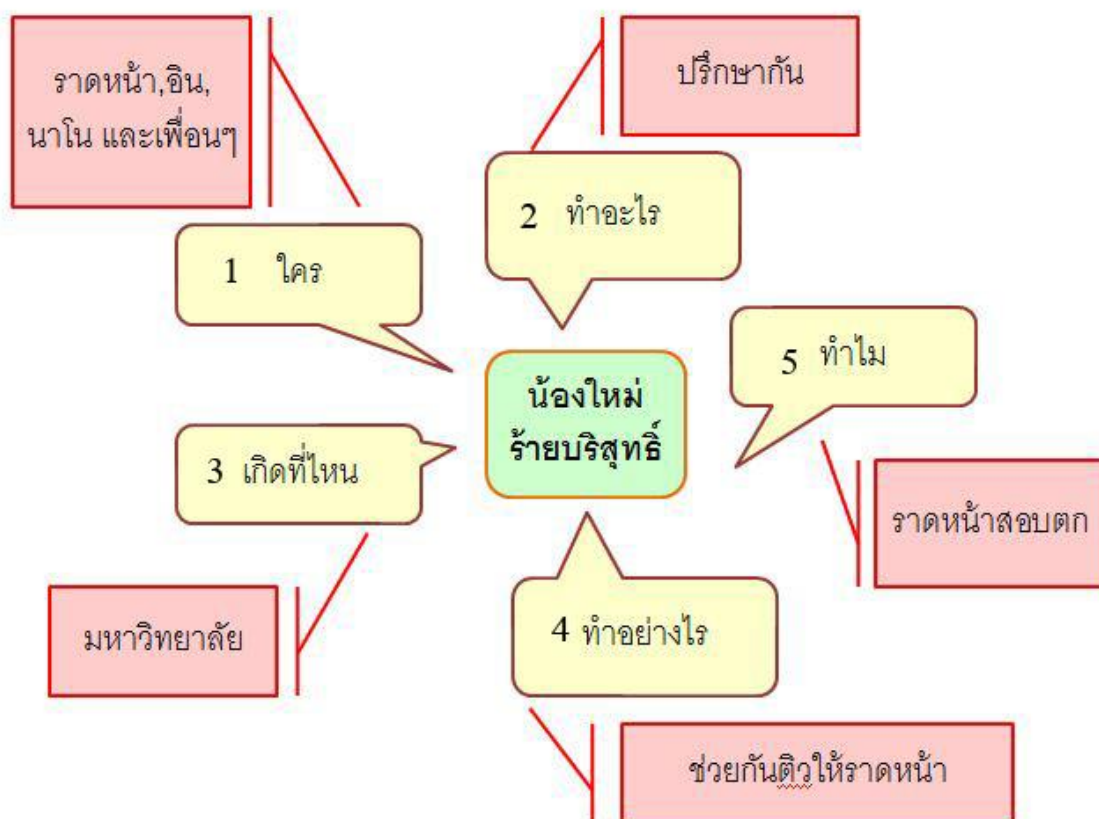 ราดหน้า,อิน,
นาโน และเพื่อนๆ
ปรึกษากัน
1 ใคร
2 ทำอะไร
5 ทำไม
น้องใหม่
ร้ายบริสุทธิ์
3 เกิดที่ไหน
ราดหน้าสอบตก
มหาวิทยาลัย
4 ทำอย่างไร
ช่วยกันติวให้ราดหน้า